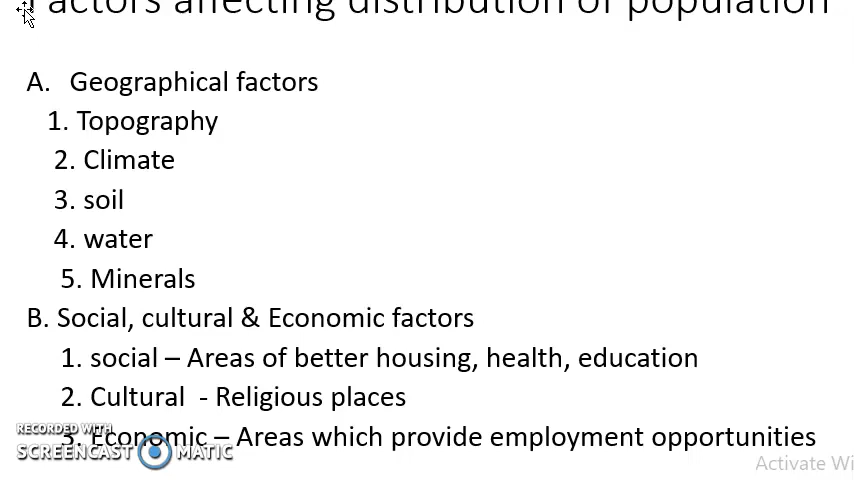 Factors affecting distribution of population
A. Geographical factors
1. Topography
2. Climate
3. soil
4. water
5. Minerals
B. Social, cultural & Economic factors
1. social – Areas of better housing, health, education
2. Cultural - Religious places
3. Economic – Areas which provide employment opportunities
RECORDED WITH
SCREENCAST MATIC
Activate Wi